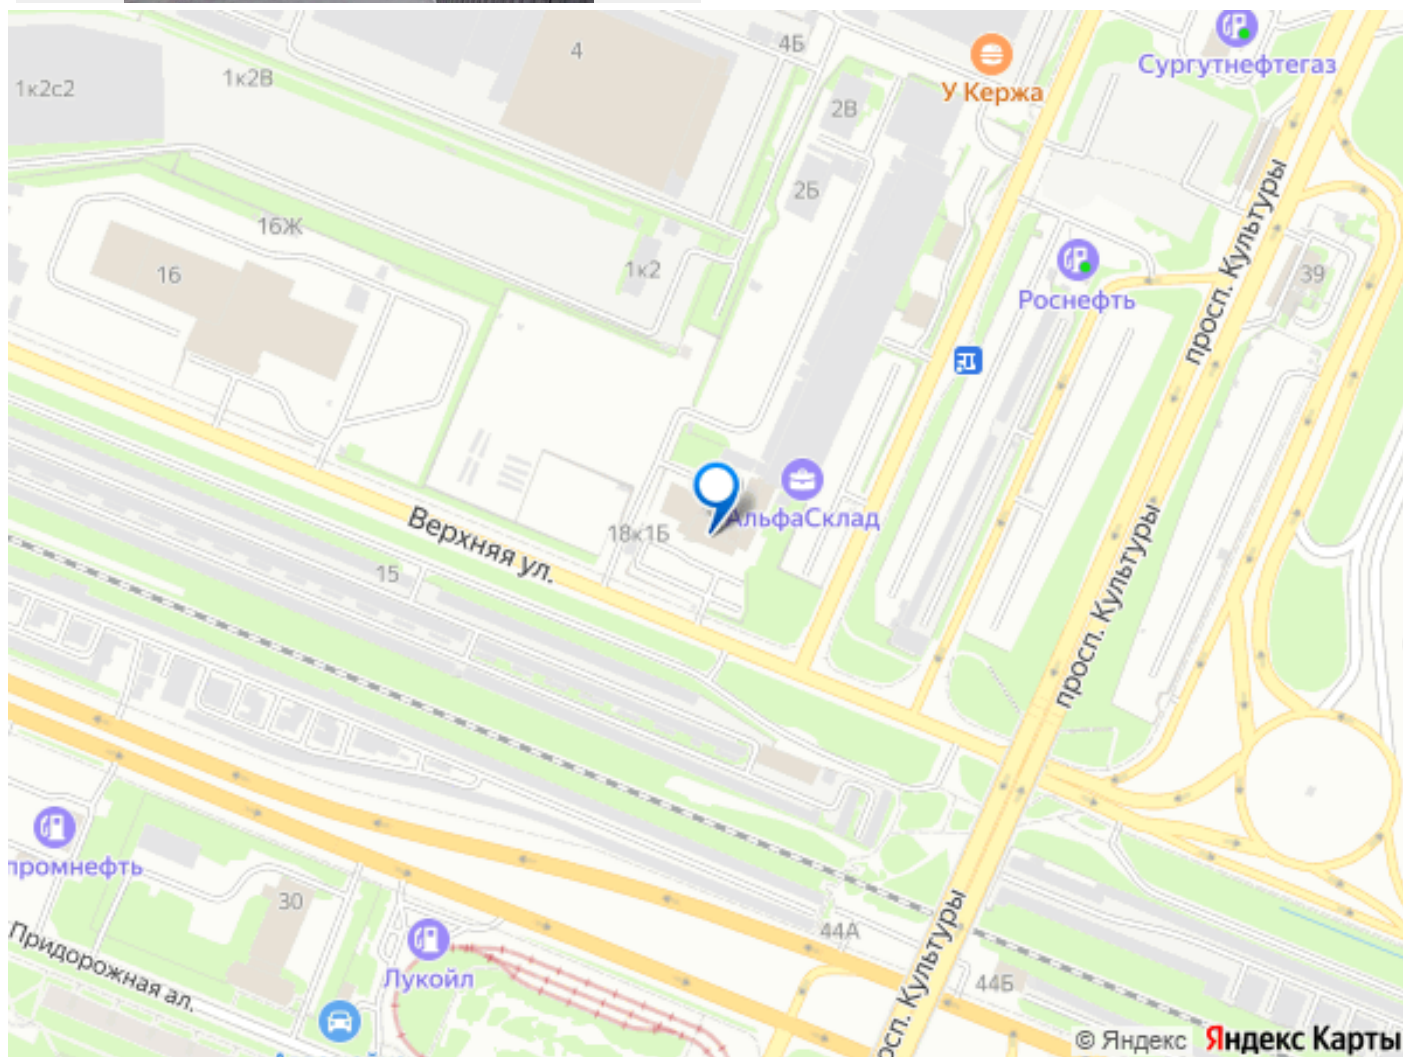 4
4Б
Сургутнефтегаз
1к2В
1к2с2
У Кержа
2В
2Б
просп. Культуры
16Ж
16
1к2
39
Роснефть
АльфаСклад
18к1Б
Верхняя ул.
15
просп. Культуры
промнефть
30
Придорожная ал.
Лукойл
44А
44Б
просп. Культуры
© Яндекс Яндекс Карты